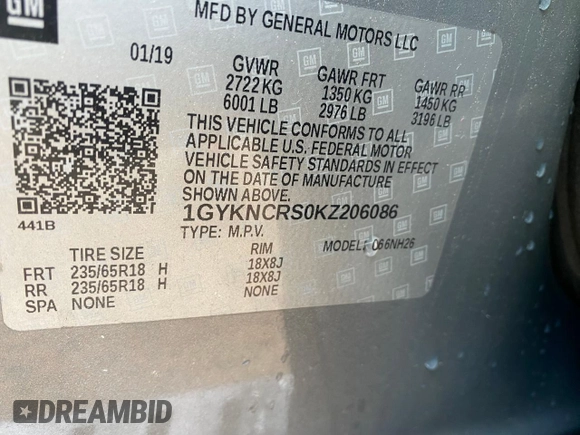 GM
MFD BY GENERAL MOTORS LLC
01/19
GVWR GAWR FRT GAWR RR
2722 KG 1350 KG 1450 KG
6001 LB 2976 LB 3196 LB
THIS VEHICLE CONFORMS TO ALL
APPLICABLE U.S. FEDERAL MOTOR
VEHICLE SAFETY STANDARDS IN EFFECT
ON THE DATE OF MANUFACTURE
SHOWN ABOVE.
1GYKNCRS0KZ206086
441B
TYPE: M.P.V. MODEL: 066NH26
TIRE SIZE RIM
FRT 235/65R18 H 18X8J
RR 235/65R18 H 18X8J
SPA NONE NONE
DREAMBID